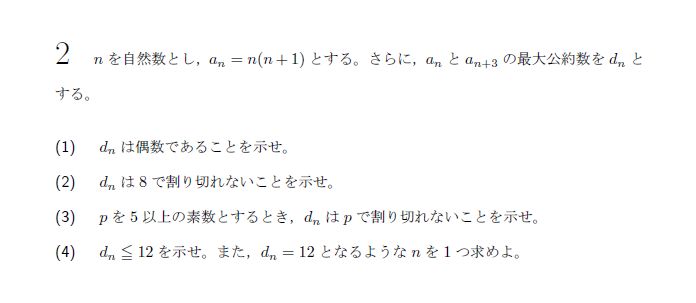 2 n を自然数とし，a_n = n(n + 1) とする。さらに，a_n と a_{n+3} の最大公約数を d_n と
する。
(1) d_n は偶数であることを示せ。
(2) d_n は 8 で割り切れないことを示せ。
(3) p を 5 以上の素数とするとき，d_n は p で割り切れないことを示せ。
(4) d_n ≦ 12 を示せ。また，d_n = 12 となるような n を 1 つ求めよ。